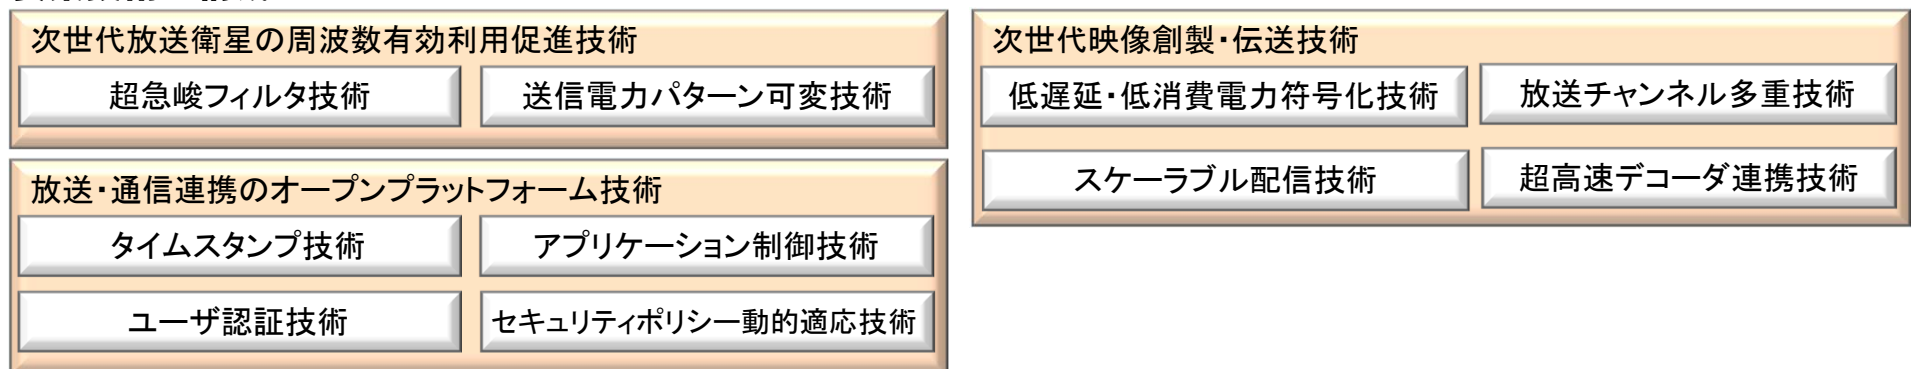 次世代放送衛星の周波数有効利用促進技術
超急峻フィルタ技術
送信電力パターン可変技術
放送・通信連携のオープンプラットフォーム技術
タイムスタンプ技術
アプリケーション制御技術
ユーザ認証技術
セキュリティポリシー動的適応技術
次世代映像創製・伝送技術
低遅延・低消費電力符号化技術
放送チャンネル多重技術
スケーラブル配信技術
超高速デコーダ連携技術